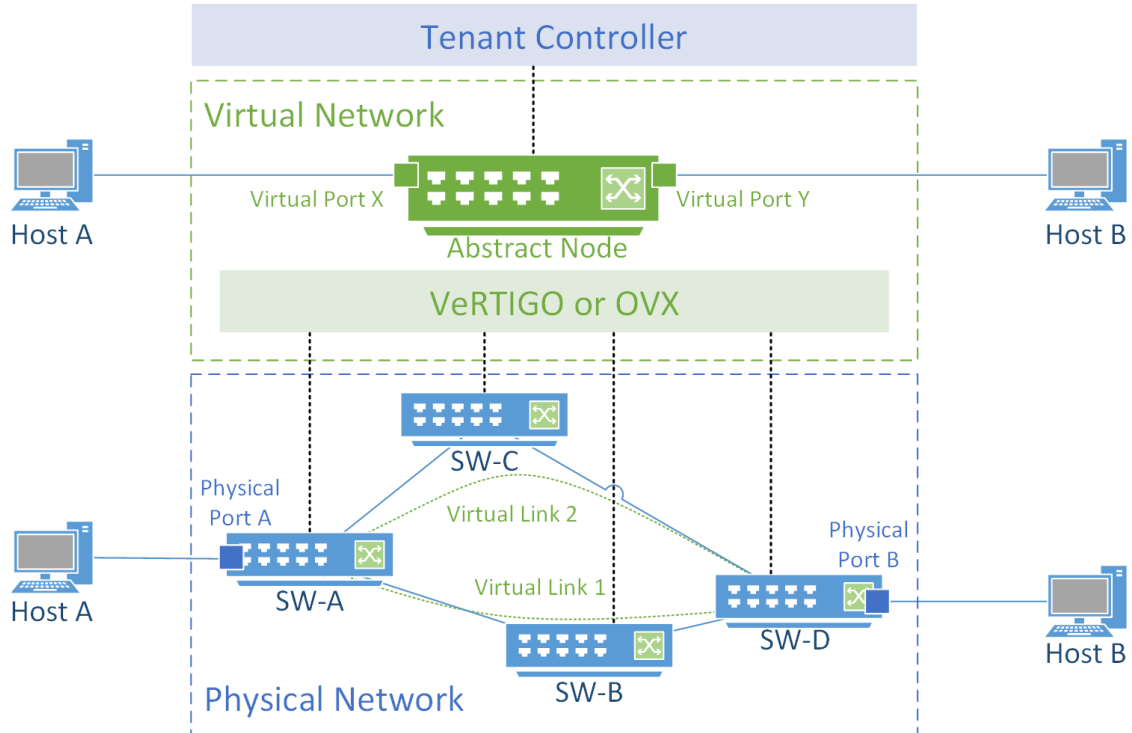 Tenant Controller
Virtual Network
Virtual Port X
Virtual Port Y
Host A
Abstract Node
Host B
VeRTIGO or OVX
SW-C
Physical
Port A
Virtual Link 2
Physical
Port B
Host A
SW-A
Virtual Link 1
SW-D
Host B
SW-B
Physical Network